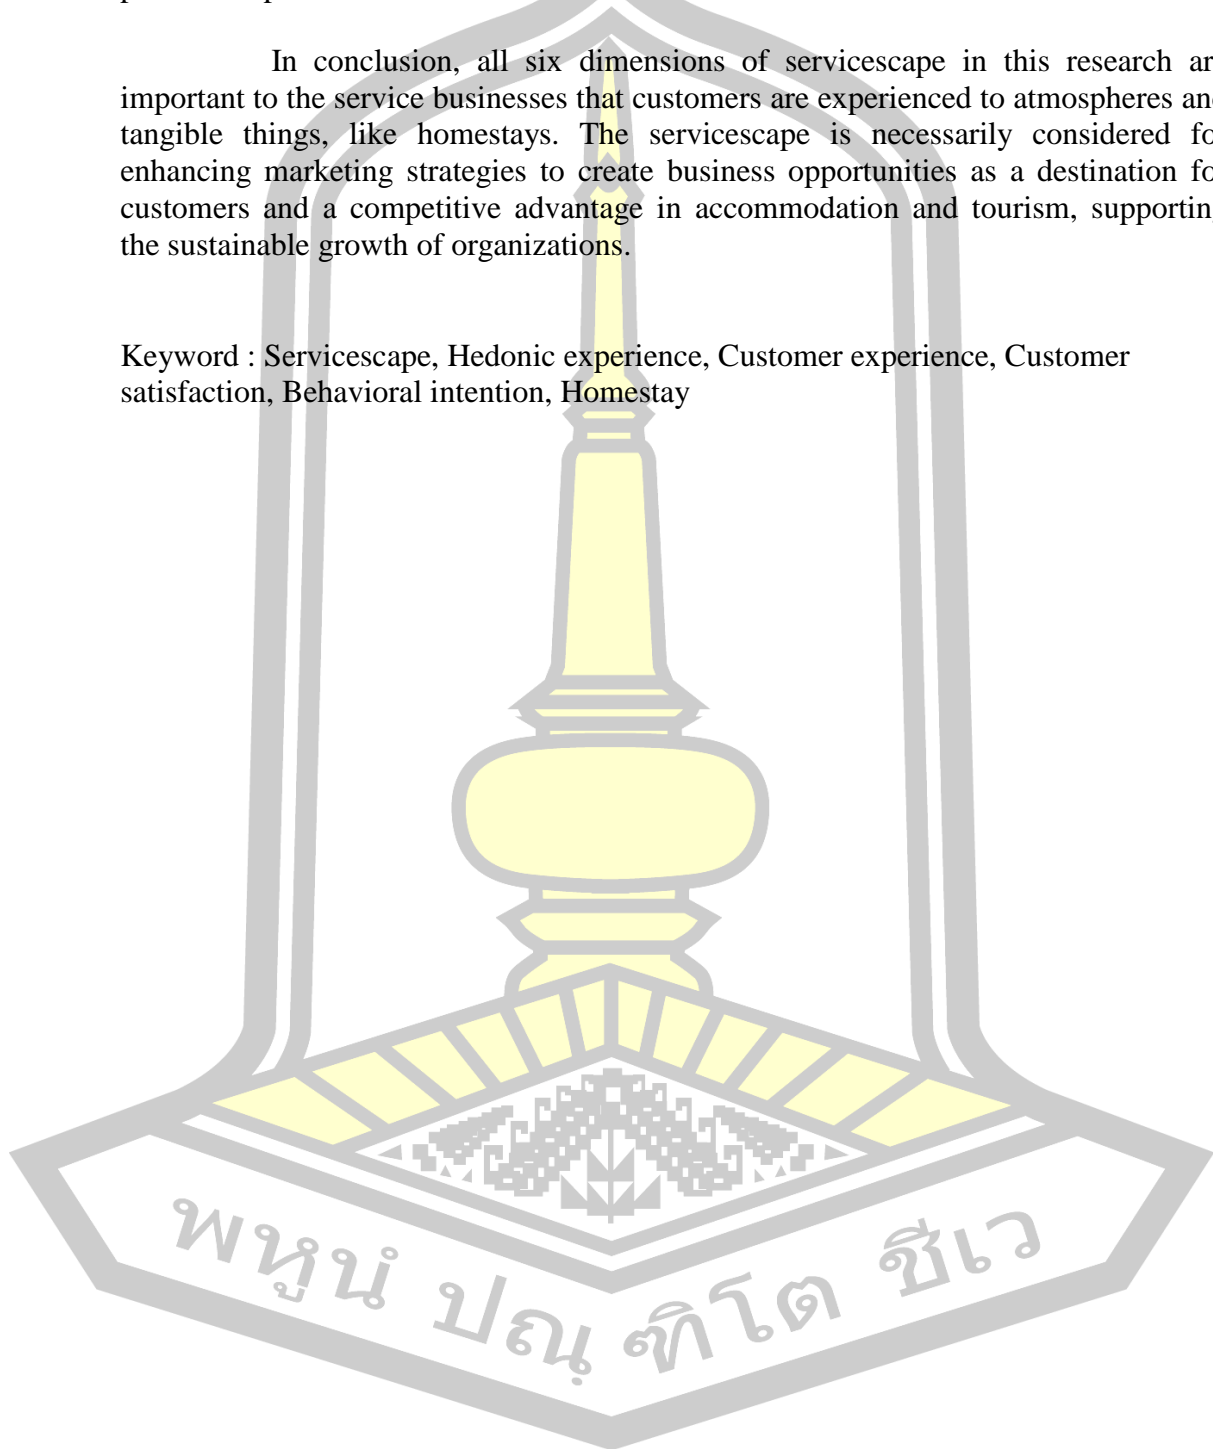 In conclusion, all six dimensions of servicescape in this research ar
important to the service businesses that customers are experienced to atmospheres an
tangible things, like homestays. The servicescape is necessarily considered fo
enhancing marketing strategies to create business opportunities as a destination fo
customers and a competitive advantage in accommodation and tourism, supportin
the sustainable growth of organizations.
Keyword : Servicescape, Hedonic experience, Customer experience, Customer
satisfaction, Behavioral intention, Homestay
พหูนํ ปณฺฑิโต ชีเว